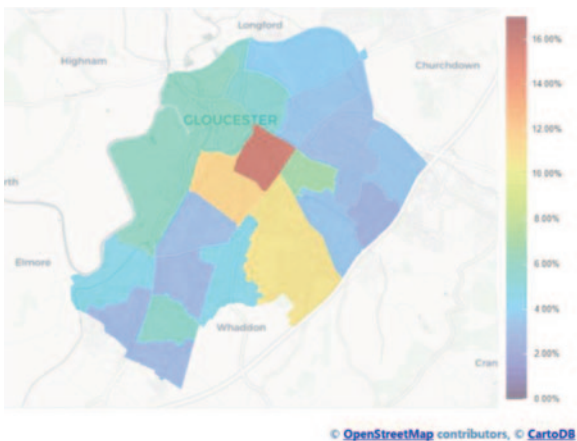 Longford
Highnam
Churchdown
GLOUCESTER
rth
Elmore
Whaddon
Cran
16.00%
14.00%
12.00%
10.00%
8.00%
6.00%
4.00%
2.00%
0.00%
© OpenStreetMap contributors, © CartoDB